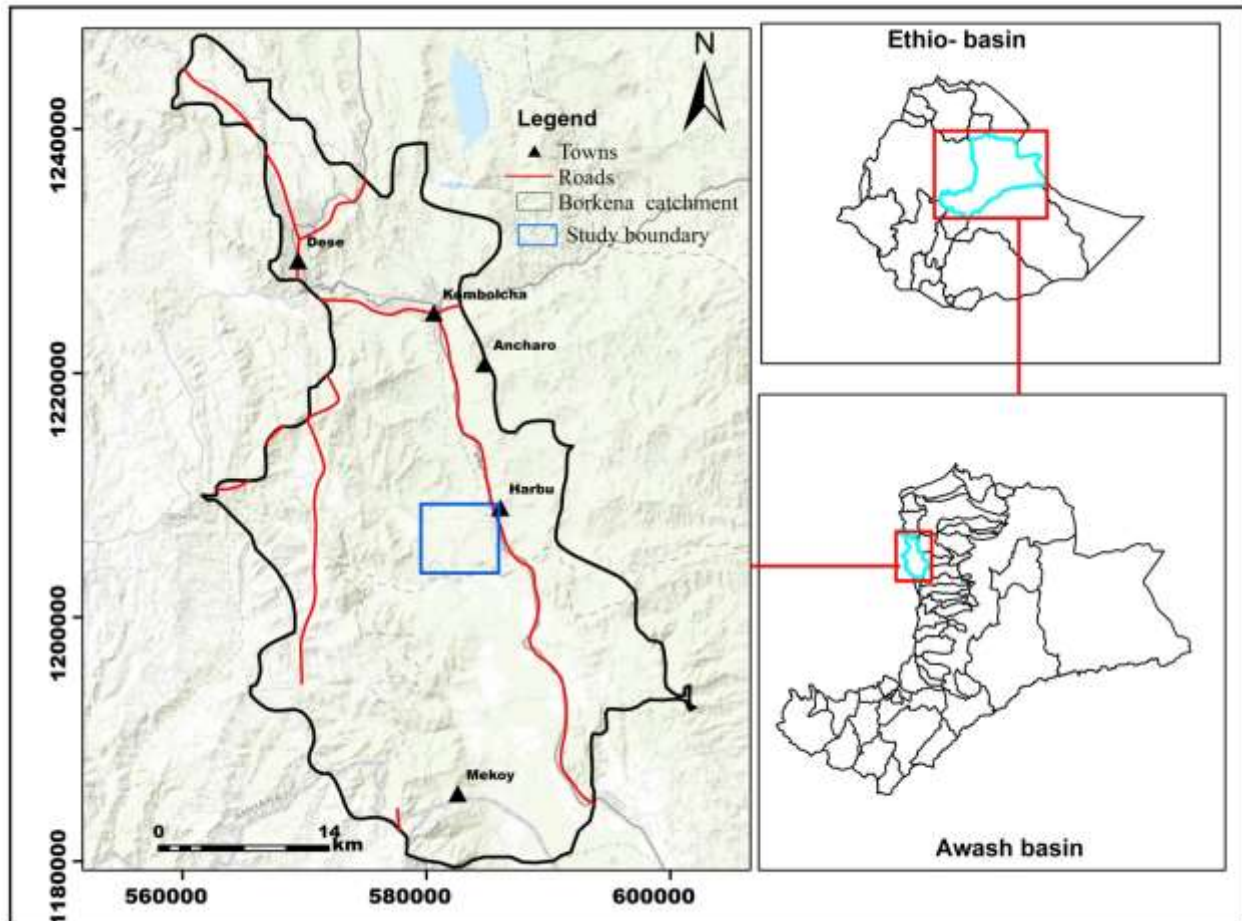 N
Legend
Towns
Roads
Borkena catchment
Study boundary
Dese
Kombolcha
Ancharo
Harbu
Mekoy
0 14
km
1240000
1220000
1200000
1180000
560000 580000 600000
Ethio- basin
Awash basin